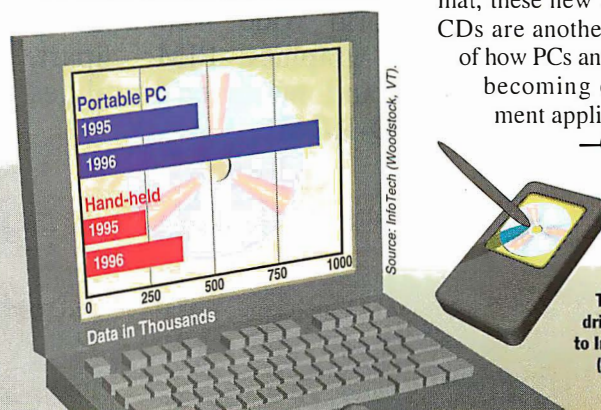 mat, these new
CDs are anothe
of how PCs an
becoming
ment appli
Portable PC
1995
1996
Hand-held
1995
1996
0 250 500 750 1000
Data in Thousands
Source: InfoTech (Woodstock, VT).
T
dri
to In
(